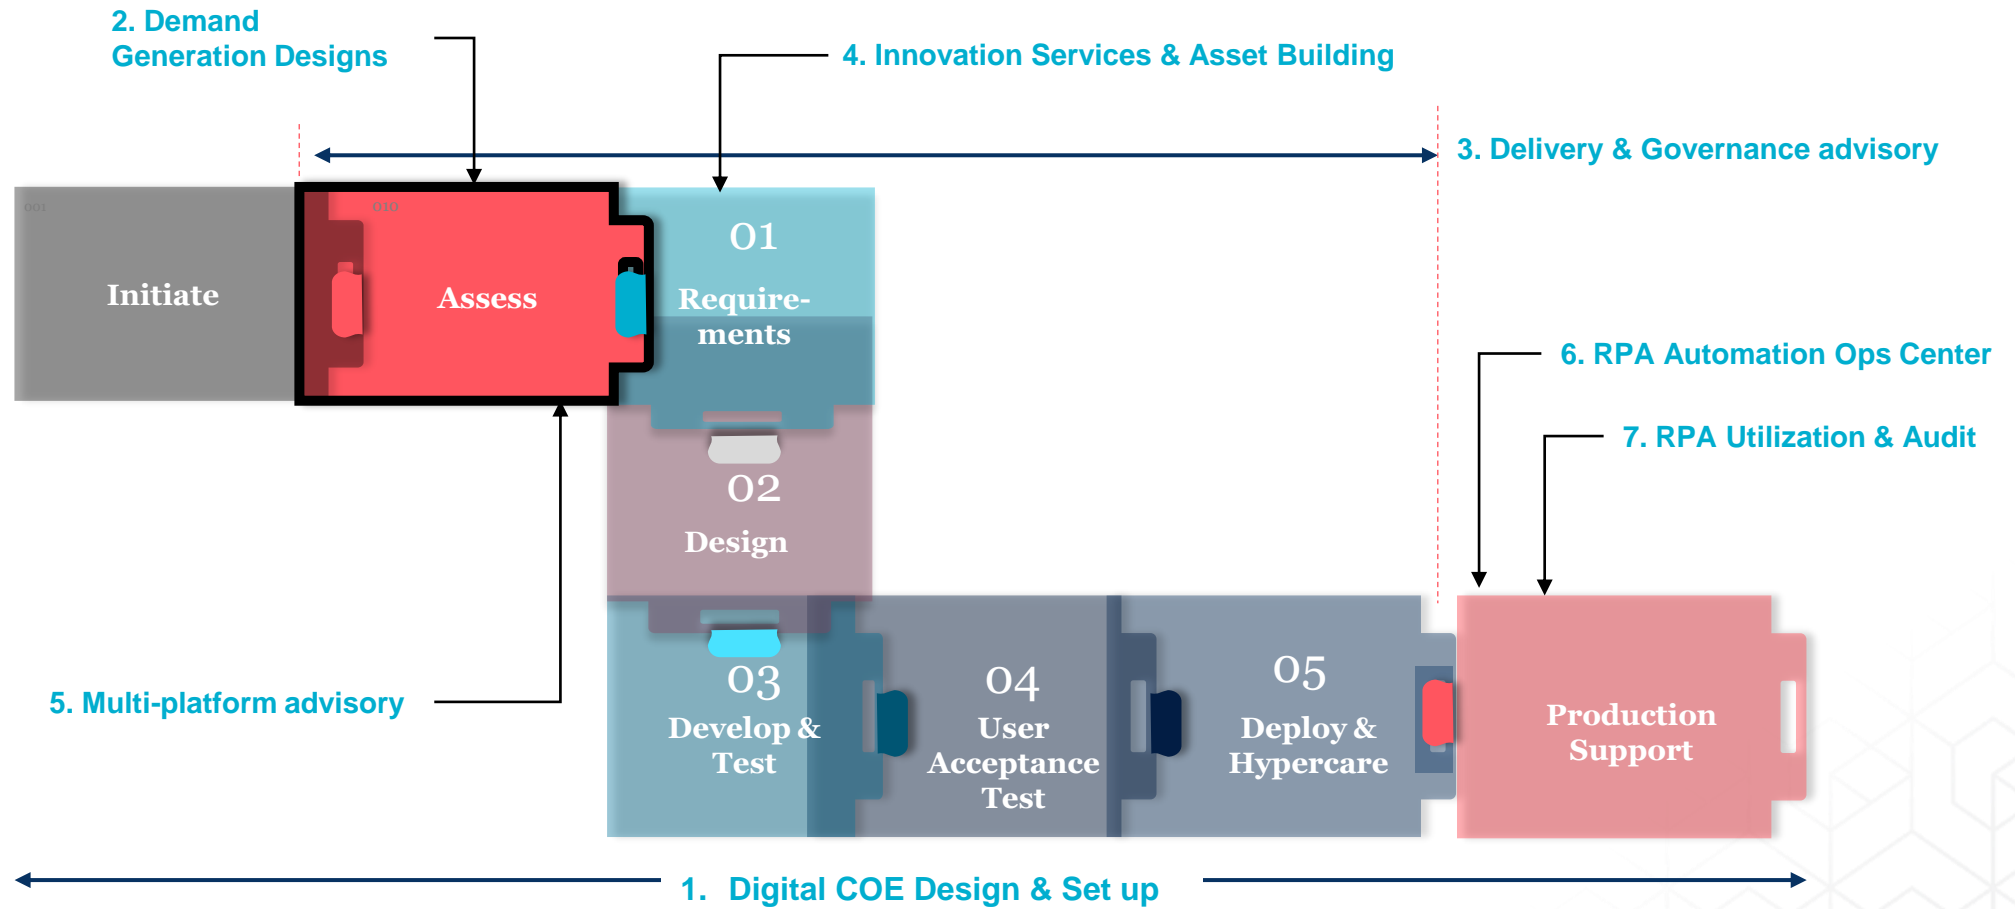 2. Demand
Generation Designs
4. Innovation Services & Asset Building
3. Delivery & Governance advisory
001
Initiate
010
Assess
01
Require-
ments
6. RPA Automation Ops Center
7. RPA Utilization & Audit
02
Design
5. Multi-platform advisory
03
Develop &
Test
04
User
Acceptance
Test
05
Deploy &
Hypercare
Production
Support
1. Digital COE Design & Set up